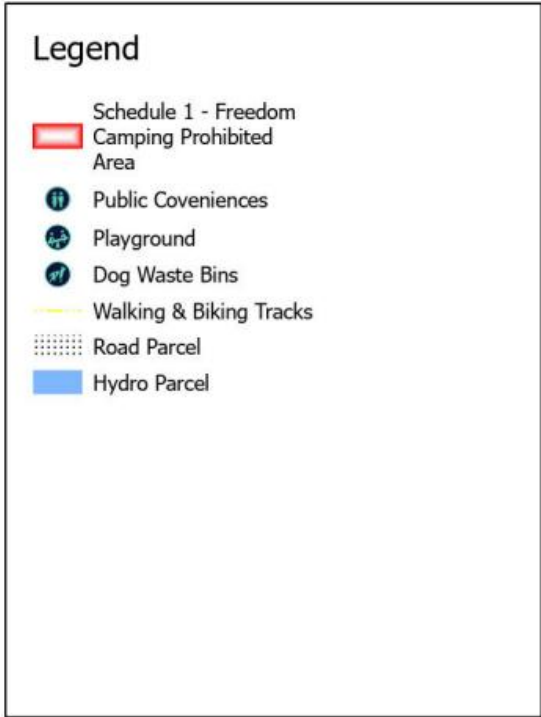 Legend
Schedule 1 - Freedom
Camping Prohibited
Area
Public Coveniences
Playground
Dog Waste Bins
Walking & Biking Tracks
Road Parcel
Hydro Parcel